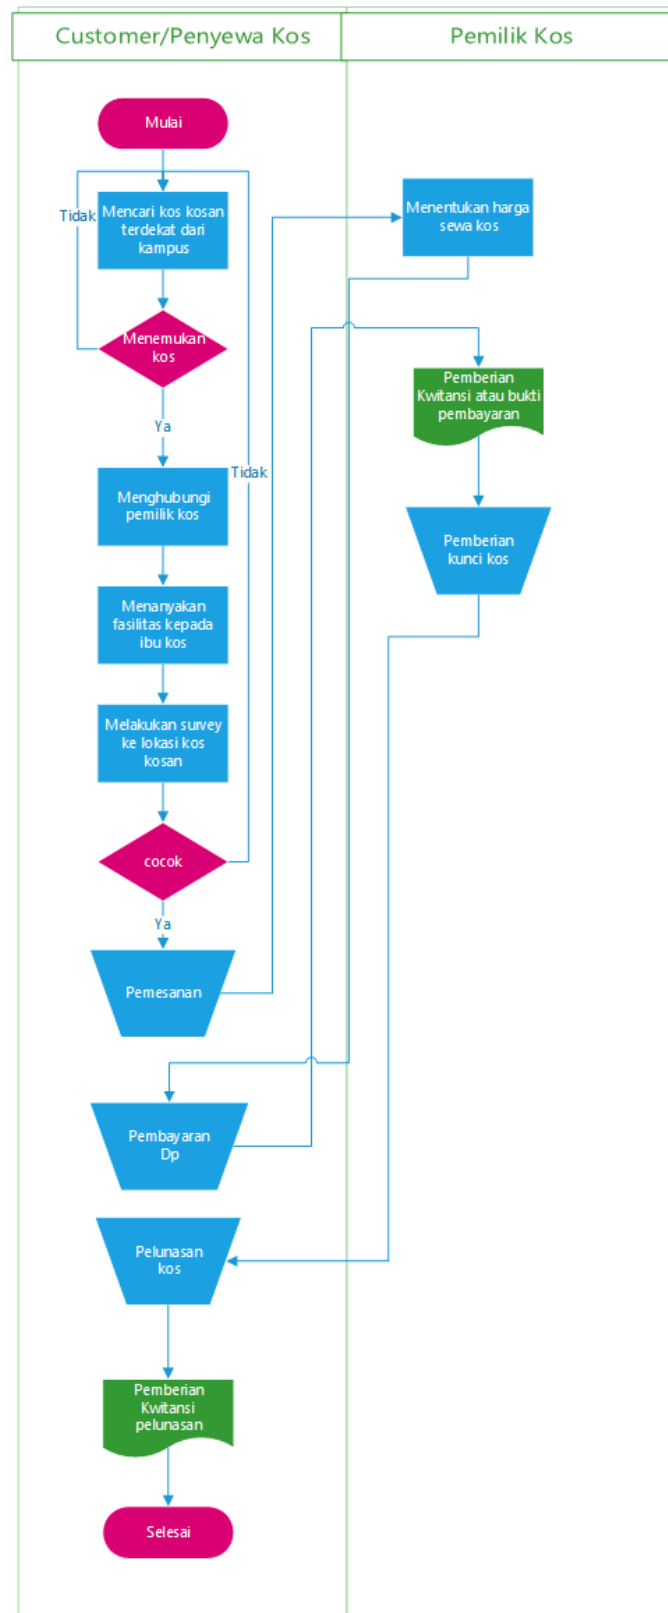 Customer/Penyewa Kos
Pemilik Kos
Mulai
Tidak
Mencari kos kosan
terdekat dari
kampus
Menentukan harga
sewa kos
Menemukan
kos
Pemberian
Kwitansi atau bukti
pembayaran
Ya
Tidak
Menghubungi
pemilik kos
Pemberian
kunci kos
Menanyakan
fasilitas kepada
ibu kos
Melakukan survey
ke lokasi kos
kosan
cocok
Ya
Pemesanan
Pembayaran
Dp
Pelunasan
kos
Pemberian
Kwitansi
pelunasan
Selesai